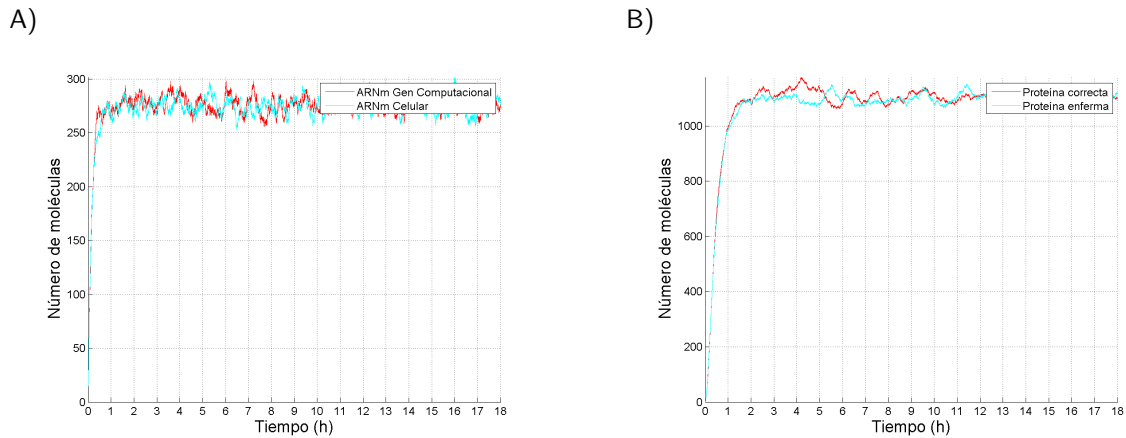 A)
B)
300
250
200
150
100
50
0
0 1 2 3 4 5 6 7 8 9 10 11 12 13 14 15 16 17 18
Número de moléculas
Tiempo (h)
ARNm Gen Computacional
ARNm Celular
1000
800
600
400
200
0
0 1 2 3 4 5 6 7 8 9 10 11 12 13 14 15 16 17 18
Número de moléculas
Tiempo (h)
Proteina correcta
Proteina enferma